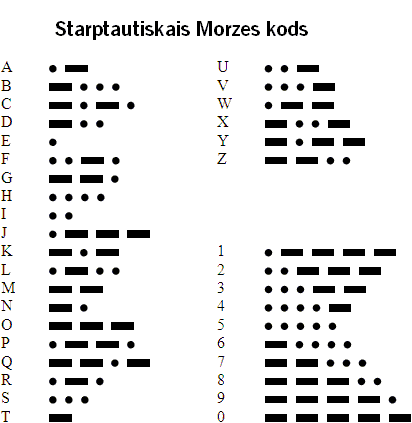 Starptautiskais Morzes kods
A
B
C
D
E
F
G
H
I
J
K
L
M
N
O
P
Q
R
S
T
U
V
W
X
Y
Z
1
2
3
4
5
6
7
8
9
0